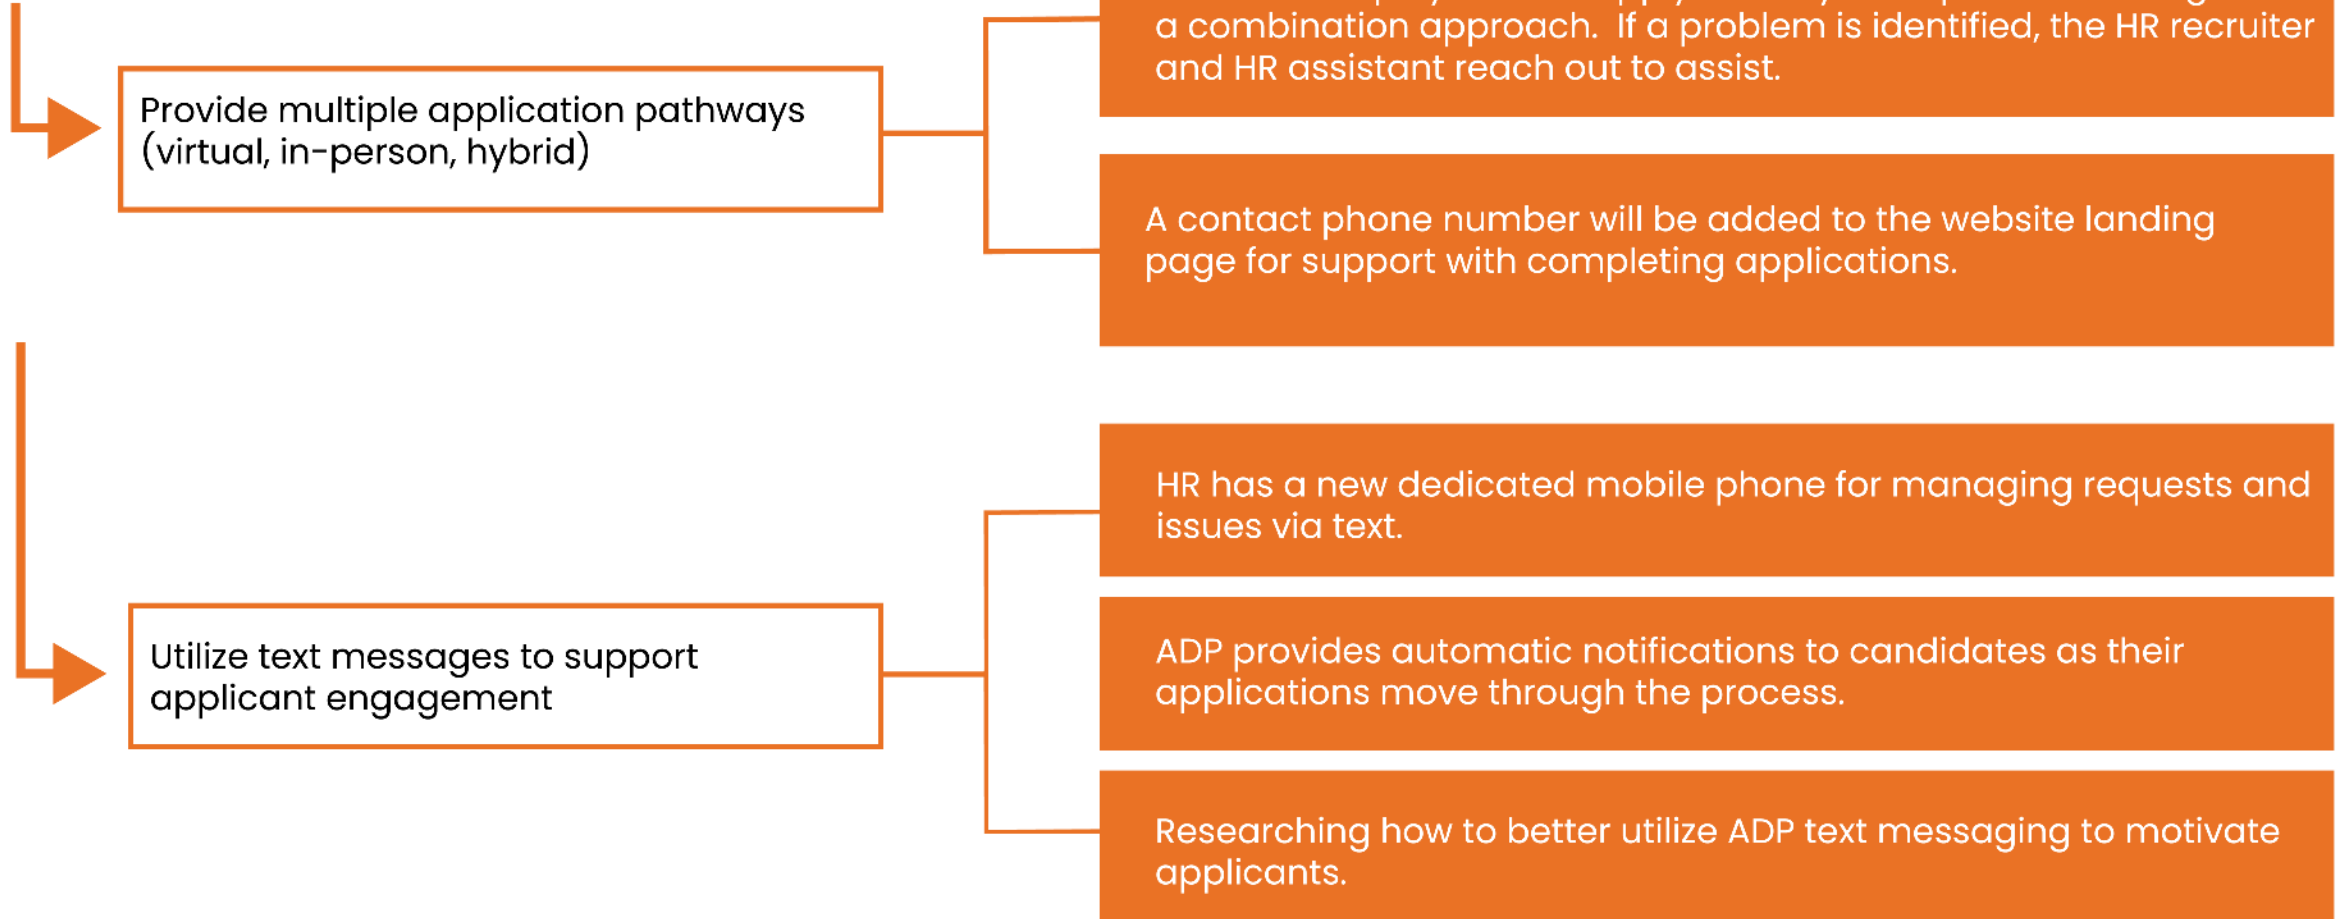 a combination approach. If a problem is identified, the HR recruiter
and HR assistant reach out to assist.
Provide multiple application pathways
(virtual, in-person, hybrid)
A contact phone number will be added to the website landing
page for support with completing applications.
HR has a new dedicated mobile phone for managing requests and
issues via text.
Utilize text messages to support
applicant engagement
ADP provides automatic notifications to candidates as their
applications move through the process.
Researching how to better utilize ADP text messaging to motivate
applicants.